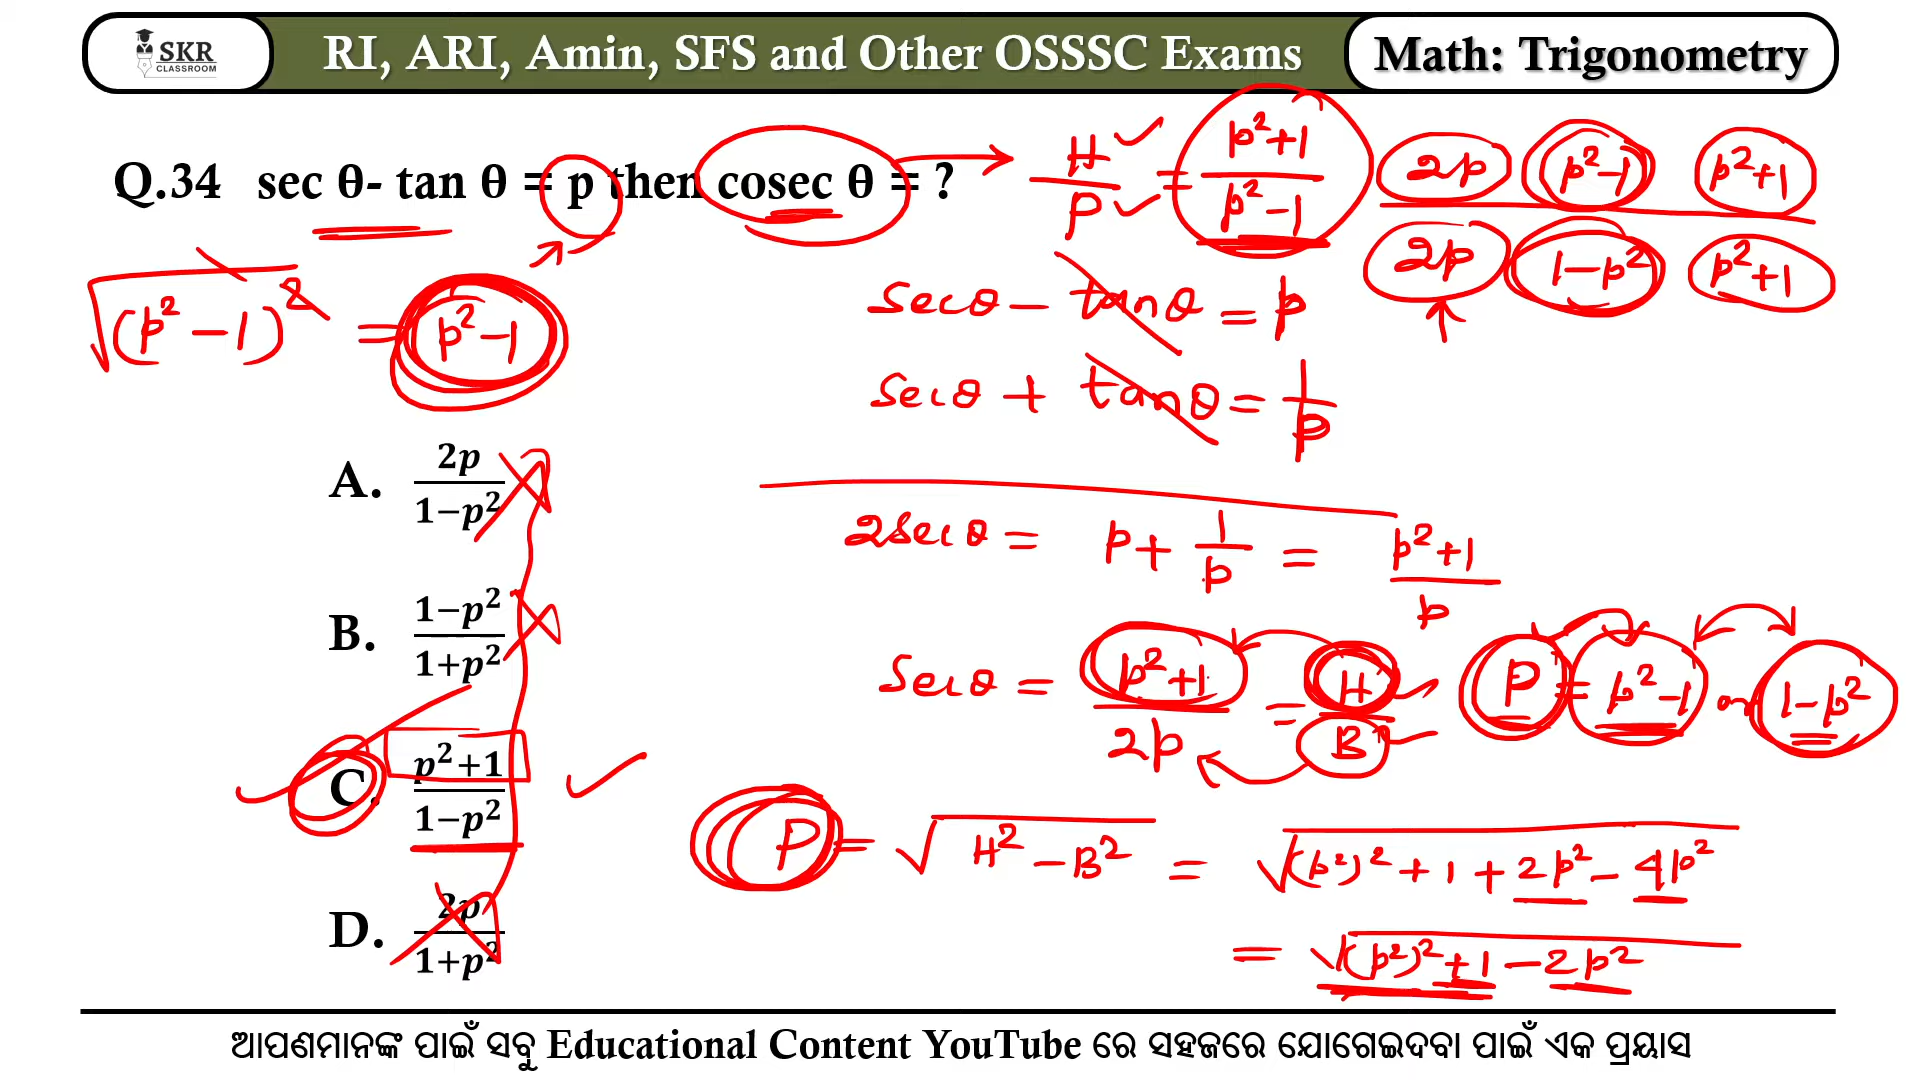 SKR
CLASSROOM
RI, ARI, Amin, SFS and Other OSSSC Exams
Math: Trigonometry
Q.34 sec θ- tan θ = p then cosec θ = ?
H/P = (p²+1)/(p²-1)
2p p²-1 p²+1
2p 1-p² p²+1
√(p²-1)² = p²-1
secθ - tanθ = p
secθ + tanθ = 1/p
2secθ = p + 1/p = (p²+1)/p
secθ = (p²+1)/2p = H/B
P = p²-1 or 1-p²
P = √H²-B² = √(p²)²+1+2p²-4p²
= √(p²)²+1-2p²
A. 2p/1−p²
B. 1−p²/1+p²
C. p²+1/1−p²
D. 2p/1+p²
ଆପଣମାନଙ୍କ ପାଇଁ ସବୁ Educational Content YouTube ରେ ସହଜରେ ଯୋଗେଇଦବା ପାଇଁ ଏକ ପ୍ରୟାସ